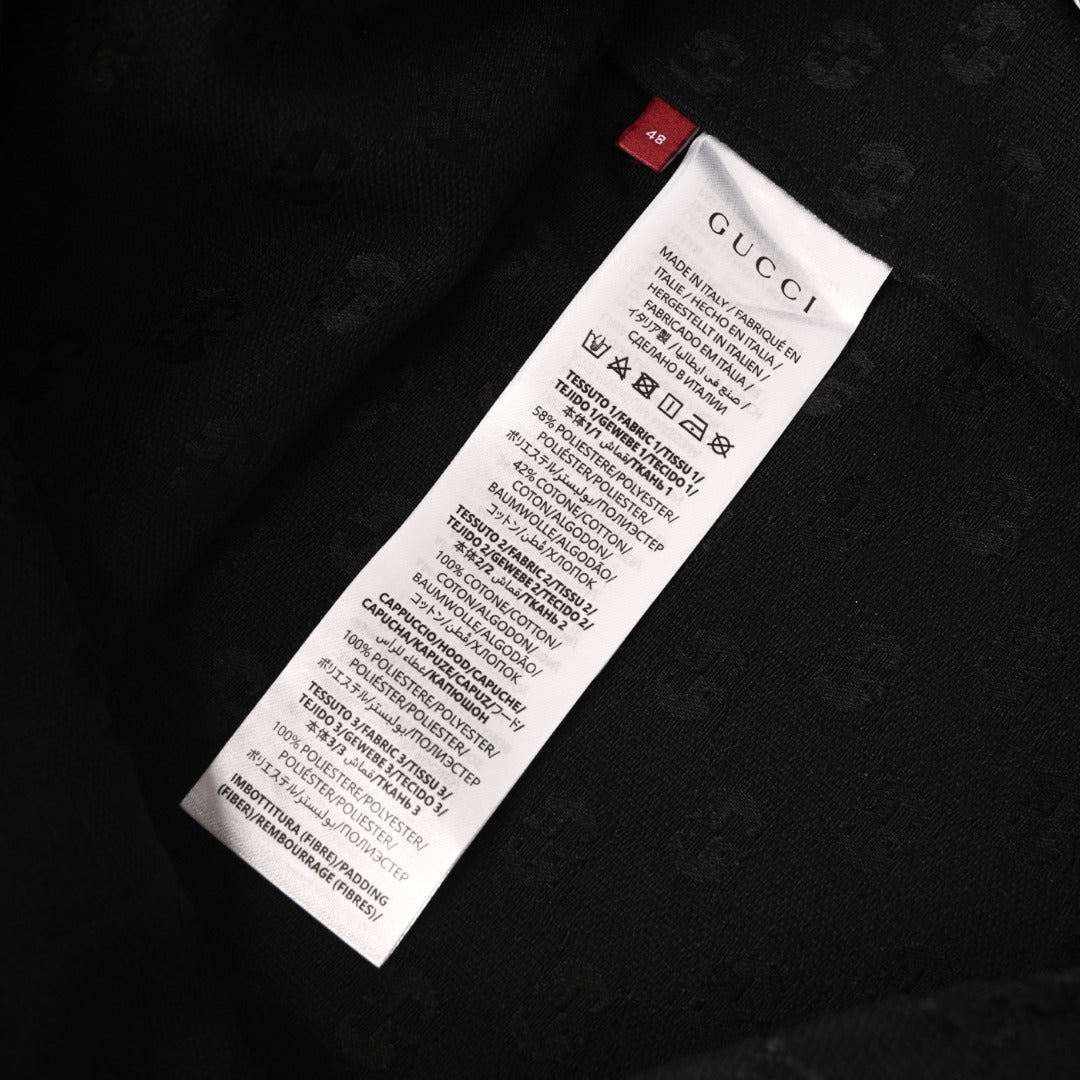 48
GUCCI
MADE IN ITALY / FABRIQUÉ EN
ITALIE / HECHO EN ITALIA /
HERGESTELLT IN ITALIEN /
FABRICADO EM ITÁLIA /
イタリア製 / صنع في إيطاليا /
СДЕЛАНО В ИТАЛИИ
TESSUTO 1/FABRIC 1/TISSU 1/
TEJIDO 1/GEWEBE 1/TECIDO 1/
本体1/1 قماش/ТКАНЬ 1
58% POLIESTERE/POLYESTER/
POLIÉSTER/POLIESTER/
ポリエステル/بوليستر/ПОЛИЭСТЕР
42% COTONE/COTTON/
COTON/ALGODON/
BAUMWOLLE/ALGODÃO/
コットン/قطن/ХЛОПОК
TESSUTO 2/FABRIC 2/TISSU 2/
TEJIDO 2/GEWEBE 2/TECIDO 2/
本体2/2 قماش/ТКАНЬ 2
100% COTONE/COTTON/
COTON/ALGODON/
BAUMWOLLE/ALGODÃO/
コットン/قطن/ХЛОПОК
CAPPUCCIO/HOOD/CAPUCHE/
CAPUCHA/KAPUZE/CAPUZ/フード/
غطاء للرأس/КАПЮШОН
100% POLIESTERE/POLYESTER/
POLIÉSTER/POLIESTER/
ポリエステル/بوليستر/ПОЛИЭСТЕР
TESSUTO 3/FABRIC 3/TISSU 3/
TEJIDO 3/GEWEBE 3/TECIDO 3/
本体3/3 قماش/ТКАНЬ 3
100% POLIESTERE/POLYESTER/
POLIÉSTER/POLIESTER/
ポリエステル/بوليستر/ПОЛИЭСТЕР
IMBOTTITURA (FIBRE)/PADDING
(FIBER)/REMBOURRAGE (FIBRES)/